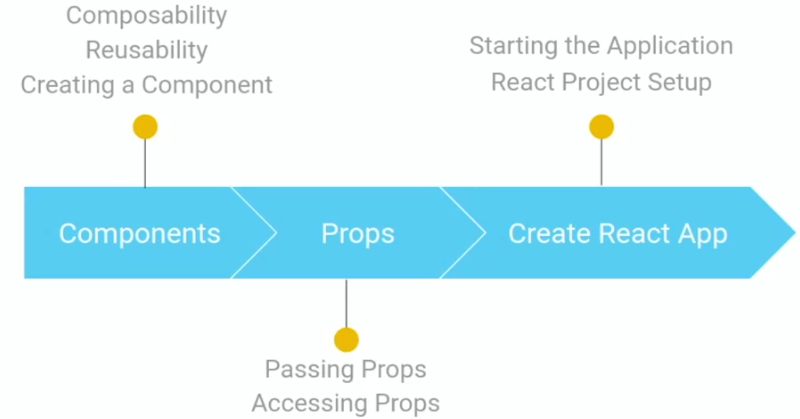 Composability
Reusability
Creating a Component
Starting the Application
React Project Setup
Components
Props
Create React App
Passing Props
Accessing Props